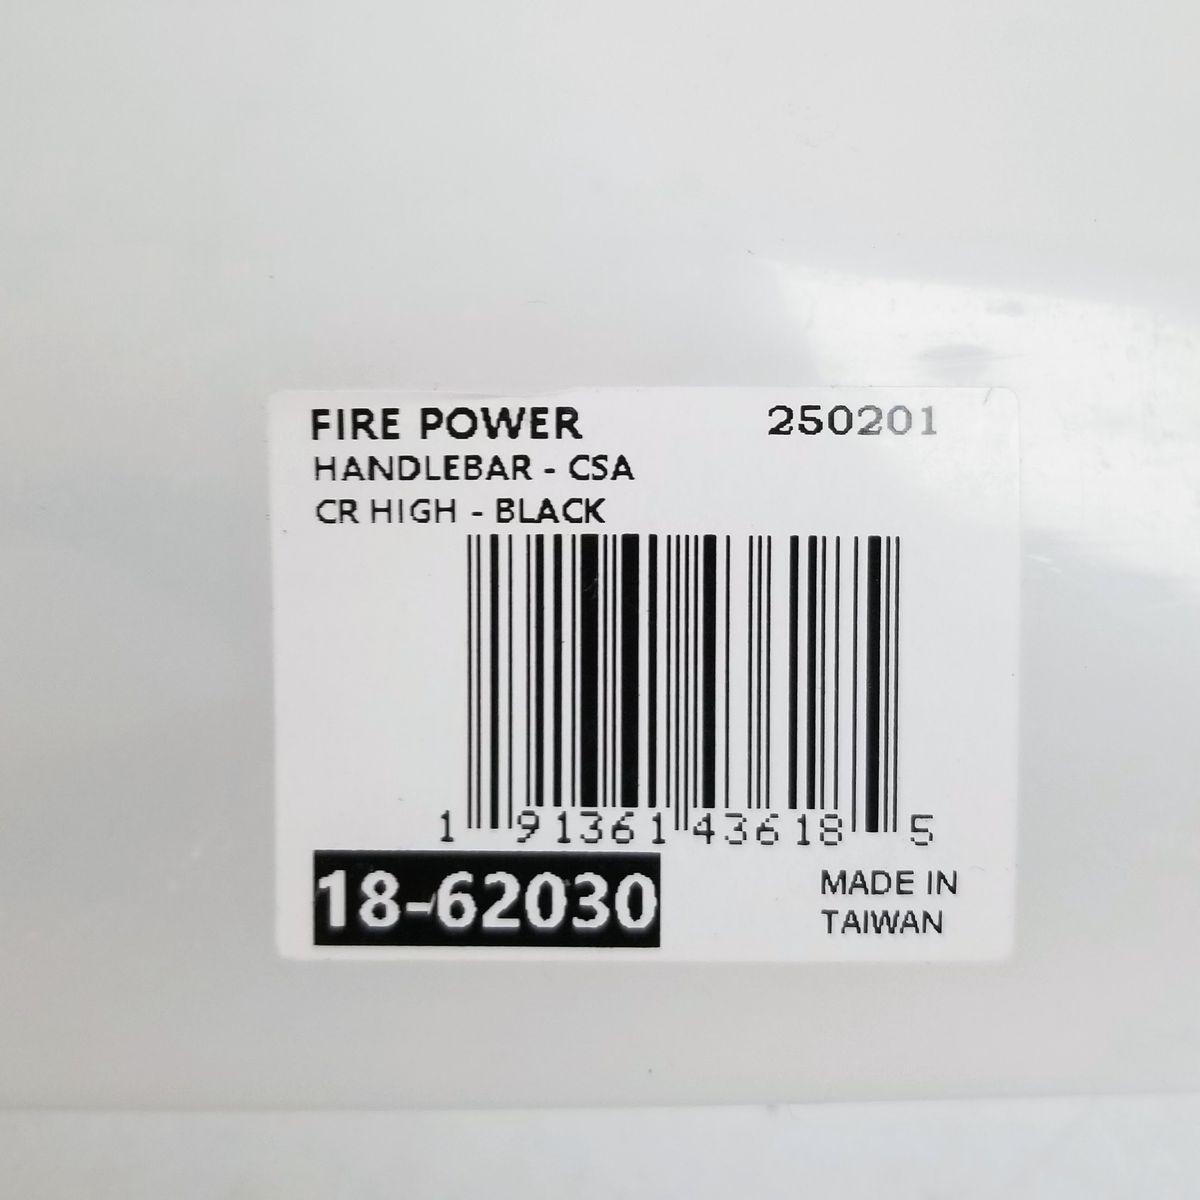 FIRE POWER 250201
HANDLEBAR - CSA
CR HIGH - BLACK
1 91361 43618 5
18-62030
MADE IN
TAIWAN